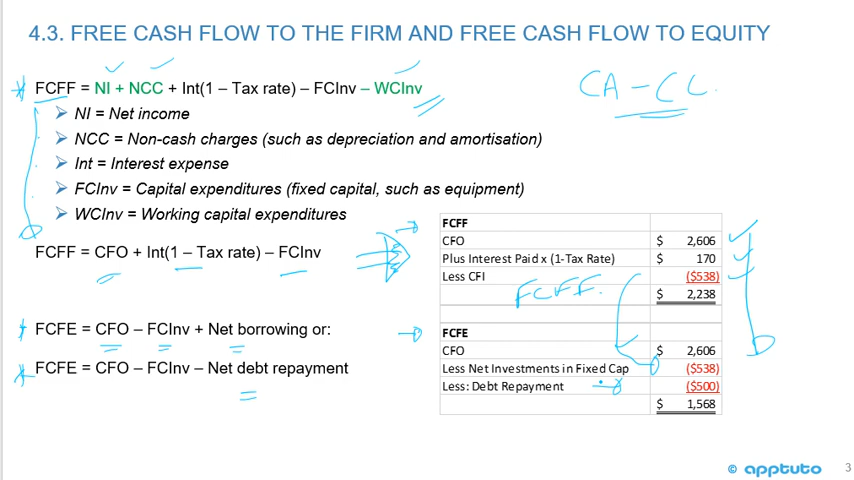 4.3. FREE CASH FLOW TO THE FIRM AND FREE CASH FLOW TO EQUITY
FCFF = NI + NCC + Int(1 – Tax rate) – FCInv – WCInv
CA – CL
➢ NI = Net income
➢ NCC = Non-cash charges (such as depreciation and amortisation)
➢ Int = Interest expense
➢ FCInv = Capital expenditures (fixed capital, such as equipment)
➢ WCInv = Working capital expenditures
FCFF = CFO + Int(1 – Tax rate) – FCInv
FCFF
CFO $ 2,606
Plus Interest Paid x (1-Tax Rate) $ 170
Less CFI ($538)
$ 2,238
FCFF.
FCFE = CFO – FCInv + Net borrowing or:
FCFE = CFO – FCInv – Net debt repayment
FCFE
CFO $ 2,606
Less Net Investments in Fixed Cap ($538)
Less: Debt Repayment ($500)
$ 1,568
© apptuto 3